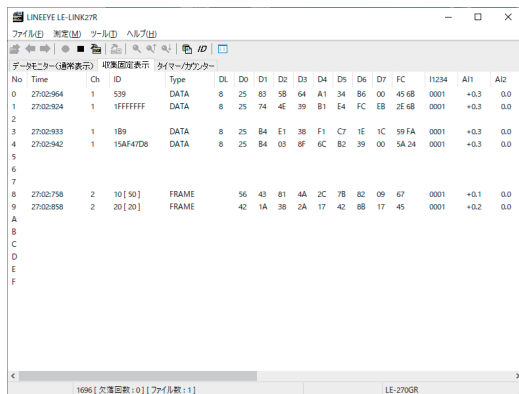 LINEEYE LE-LINK27R
ファイル(F) 測定(M) ツール(T) ヘルプ(H)
ID
データモニター(通常表示) 収集固定表示 タイマー/カウンター
No Time Ch ID Type DL D0 D1 D2 D3 D4 D5 D6 D7 FC I1234 AI1 AI2
0 27:02:964 1 539 DATA 8 25 83 5B 64 A1 34 B6 00 45 6B 0001 +0.3 0.0
1 27:02:924 1 1FFFFFFF DATA 8 25 74 4E 39 B1 E4 FC EB 2E 6B 0001 +0.3 0.0
2
3 27:02:933 1 1B9 DATA 8 25 B4 E1 38 F1 C7 1E 1C 59 FA 0001 +0.3 0.0
4 27:02:942 1 15AF47D8 DATA 8 25 B4 03 8F 6C B2 39 00 5A 24 0001 +0.3 0.0
5
6
7
8 27:02:758 2 10 [ 50 ] FRAME 56 43 81 4A 2C 7B 82 09 67 0001 +0.1 0.0
9 27:02:858 2 20 [ 20 ] FRAME 42 1A 38 2A 17 42 8B 17 45 0001 +0.2 0.0
A
B
C
D
E
F
1696 [ 欠落回数 : 0 ] [ ファイル数 : 1 ] LE-270GR